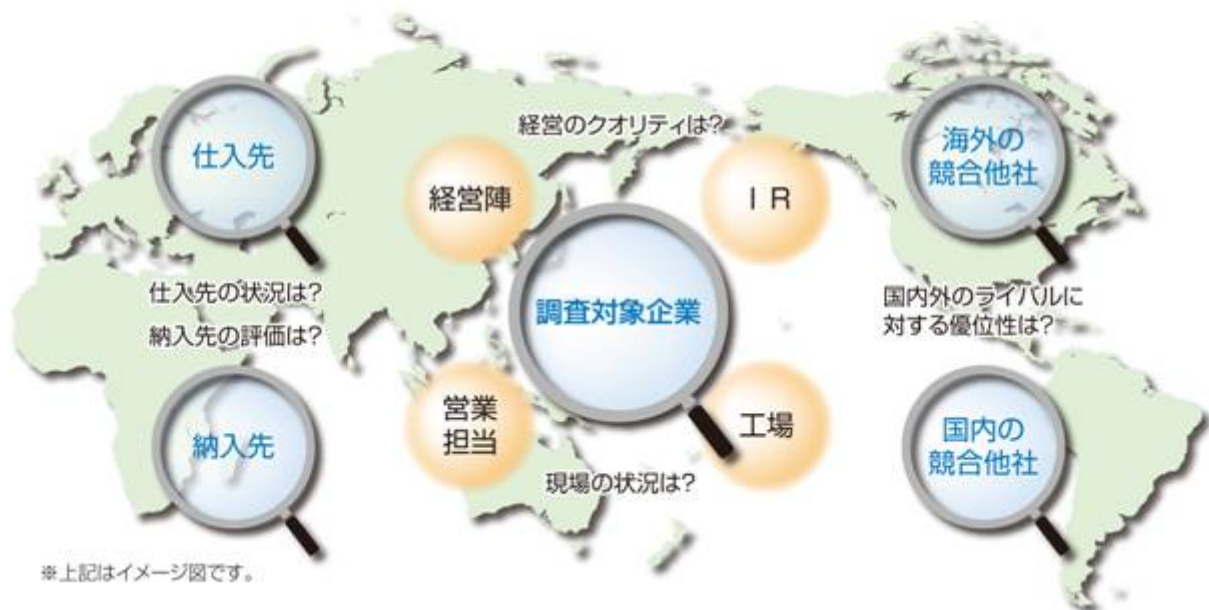 仕入先
経営のクオリティは?
海外の
競合他社
経営陣
ＩＲ
仕入先の状況は?
納入先の評価は?
調査対象企業
国内外のライバルに
対する優位性は?
納入先
営業
担当
工場
国内の
競合他社
現場の状況は?
※上記はイメージ図です。